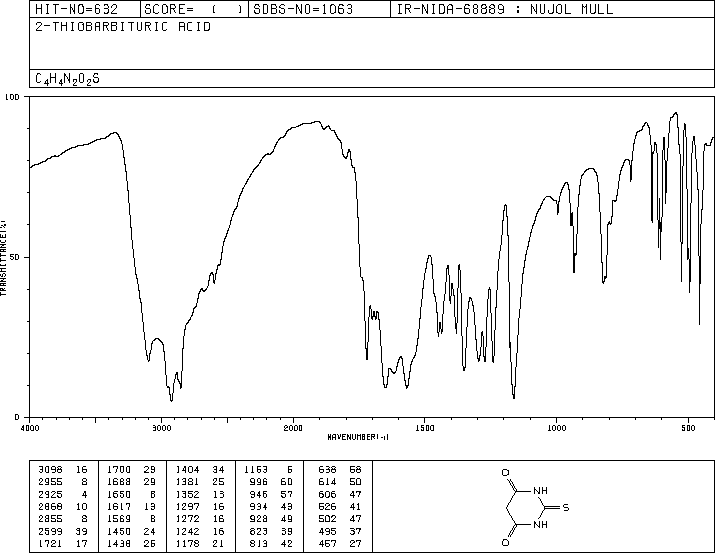 HIT-NO=632 SCORE= ( ) SDBS-NO=1063 IR-NIDA-68889 : NUJOL MULL
2-THIOBARBITURIC ACID
C4H4N2O2S
100
50
0
TRANSMITTANCE(%)
4000 3000 2000 1500 1000 500
WAVENUMBER(-1)
3098 16 1700 29 1404 34 1163 5 638 58
2955 8 1688 29 1381 25 996 60 614 50
2925 4 1650 8 1352 13 946 57 606 47
2868 10 1617 13 1297 16 934 43 526 41
2855 8 1569 8 1272 16 928 49 502 47
2599 39 1450 24 1242 16 823 39 495 37
1721 17 1438 25 1178 21 813 42 457 27
O
NH
S
NH
O